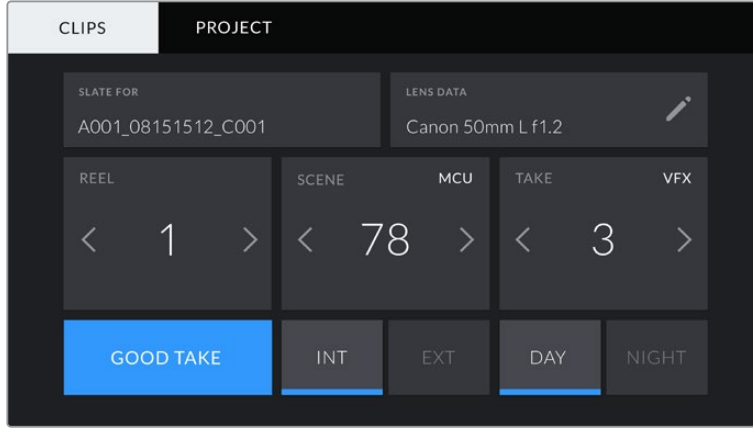 CLIPS PROJECT
SLATE FOR
A001_08151512_C001
LENS DATA
Canon 50mm L f1.2
REEL
1
SCENE MCU
78
TAKE VFX
3
GOOD TAKE
INT
EXT
DAY
NIGHT